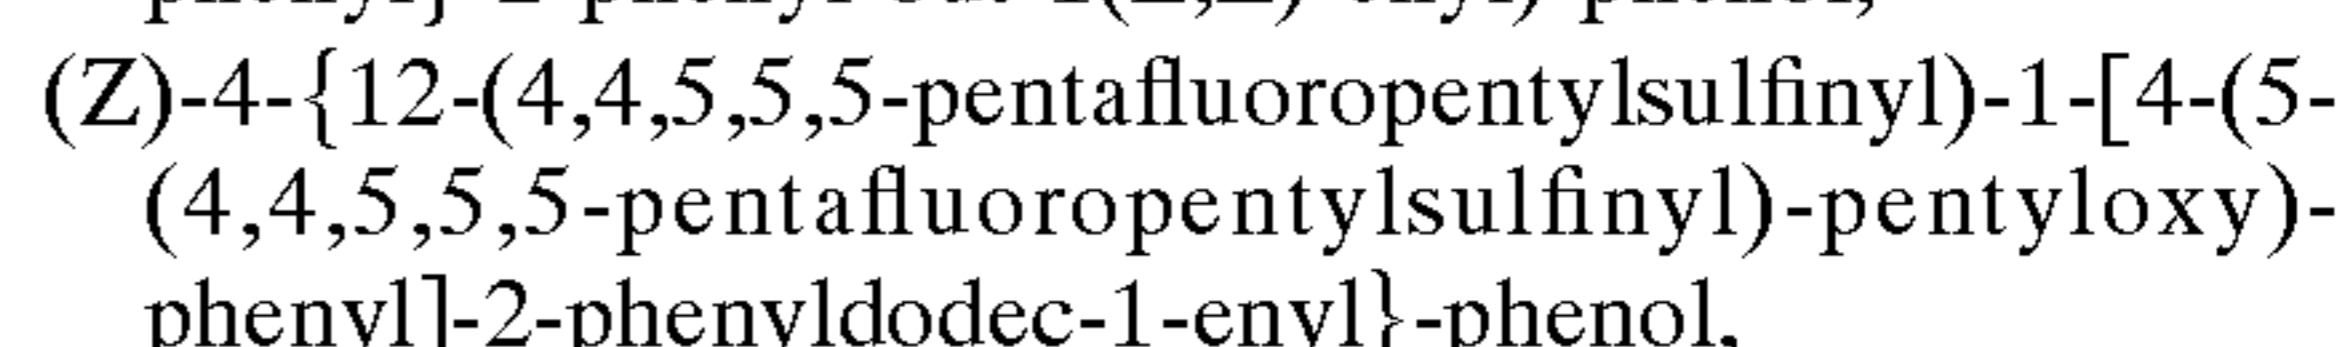 (Z)-4-{12-(4,4,5,5,5-pentafluoropentylsulfinyl)-1-[4-(5-
(4,4,5,5,5-pentafluoropentylsulfinyl)-pentyloxy)-
phenyl]-2-phenyldodec-1-enyl}-phenol,